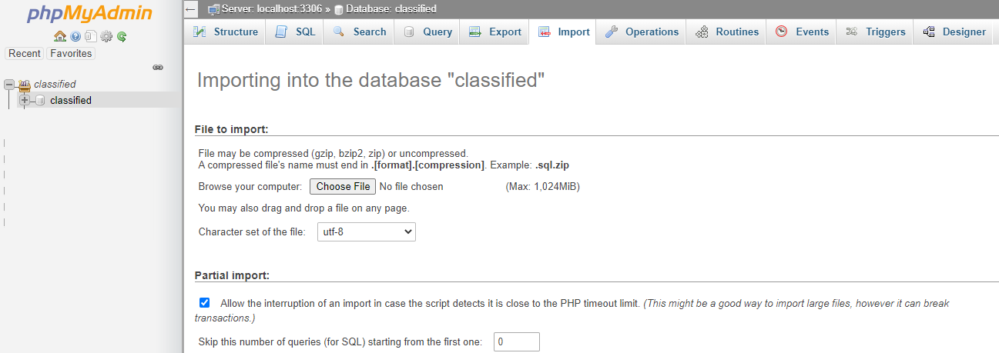 phpMyAdmin
Recent Favorites
classified
classified
← Server: localhost:3306 » Database: classified
Structure SQL Search Query Export Import Operations Routines Events Triggers Designer
Importing into the database "classified"
File to import:
File may be compressed (gzip, bzip2, zip) or uncompressed.
A compressed file's name must end in .[format].[compression]. Example: .sql.zip
Browse your computer: Choose File No file chosen (Max: 1,024MiB)
You may also drag and drop a file on any page.
Character set of the file: utf-8
Partial import:
Allow the interruption of an import in case the script detects it is close to the PHP timeout limit. (This might be a good way to import large files, however it can break
transactions.)
Skip this number of queries (for SQL) starting from the first one: 0